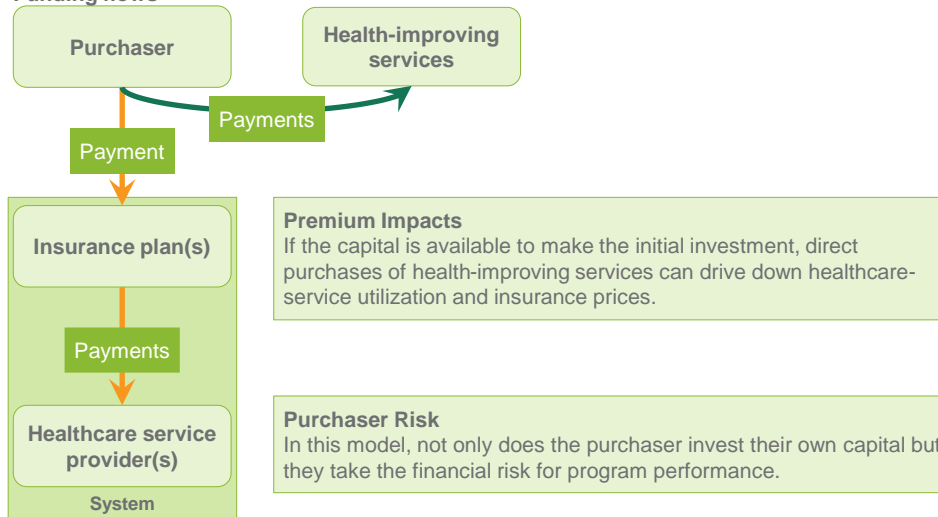 Purchaser
Health-improving
services
Payments
Payment
Insurance plan(s)
Premium Impacts
If the capital is available to make the initial investment, direct
purchases of health-improving services can drive down healthcare-
service utilization and insurance prices.
Payments
Healthcare service
provider(s)
Purchaser Risk
In this model, not only does the purchaser invest their own capital but
they take the financial risk for program performance.
System